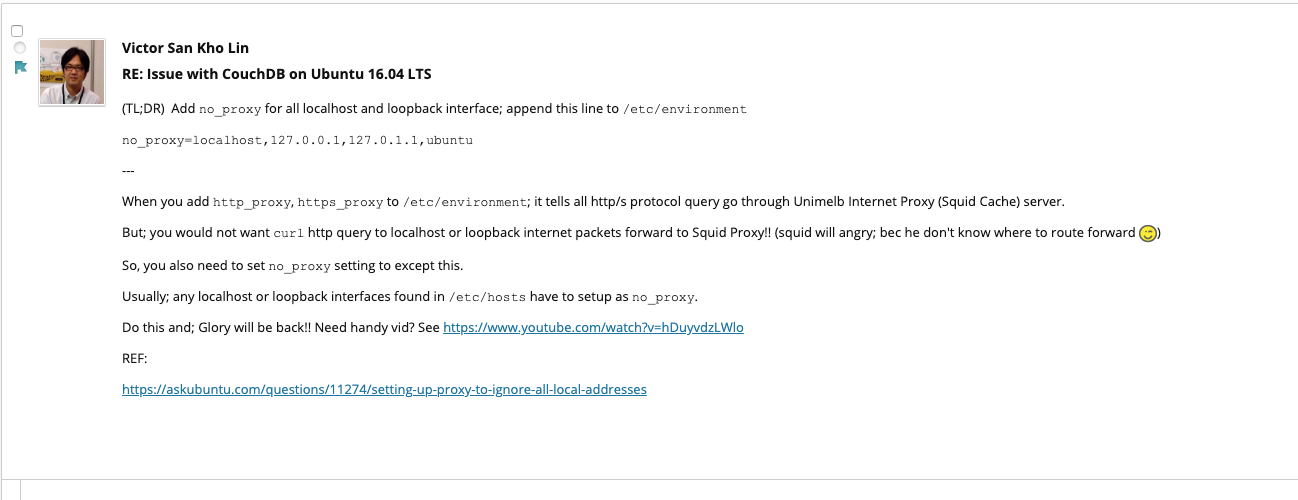 Victor San Kho Lin
RE: Issue with CouchDB on Ubuntu 16.04 LTS
(TL;DR)  Add no_proxy for all localhost and loopback interface; append this line to /etc/environment
no_proxy=localhost,127.0.0.1,127.0.1.1,ubuntu
---
When you add http_proxy, https_proxy to /etc/environment; it tells all http/s protocol query go through Unimelb Internet Proxy (Squid Cache) server.
But; you would not want curl http query to localhost or loopback internet packets forward to Squid Proxy!! (squid will angry; bec he don't know where to route forward )
So, you also need to set no_proxy setting to except this.
Usually; any localhost or loopback interfaces found in /etc/hosts have to setup as no_proxy.
Do this and; Glory will be back!! Need handy vid? See https://www.youtube.com/watch?v=hDuyvdzLWlo
REF:
https://askubuntu.com/questions/11274/setting-up-proxy-to-ignore-all-local-addresses